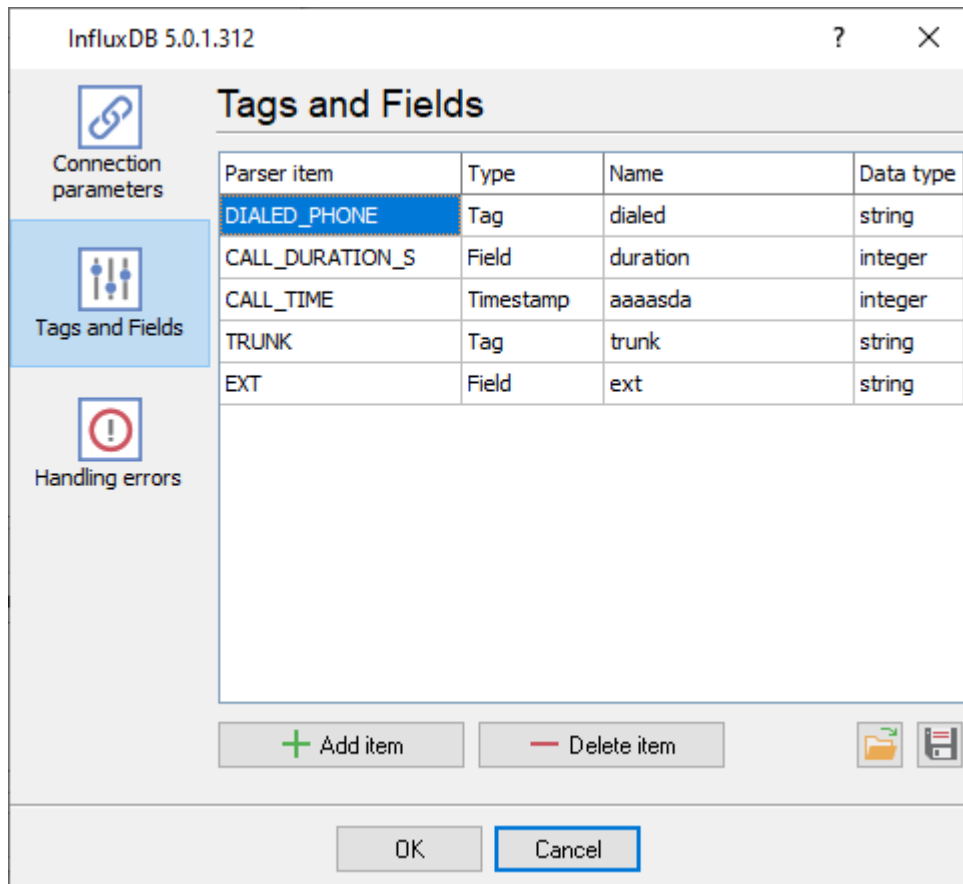 InfluxDB 5.0.1.312 ?
Connection
parameters
Tags and Fields
Handling errors
Tags and Fields
Parser item Type Name Data type
DIALED_PHONE Tag dialed string
CALL_DURATION_S Field duration integer
CALL_TIME Timestamp aaaasda integer
TRUNK Tag trunk string
EXT Field ext string
Add item Delete item
OK Cancel